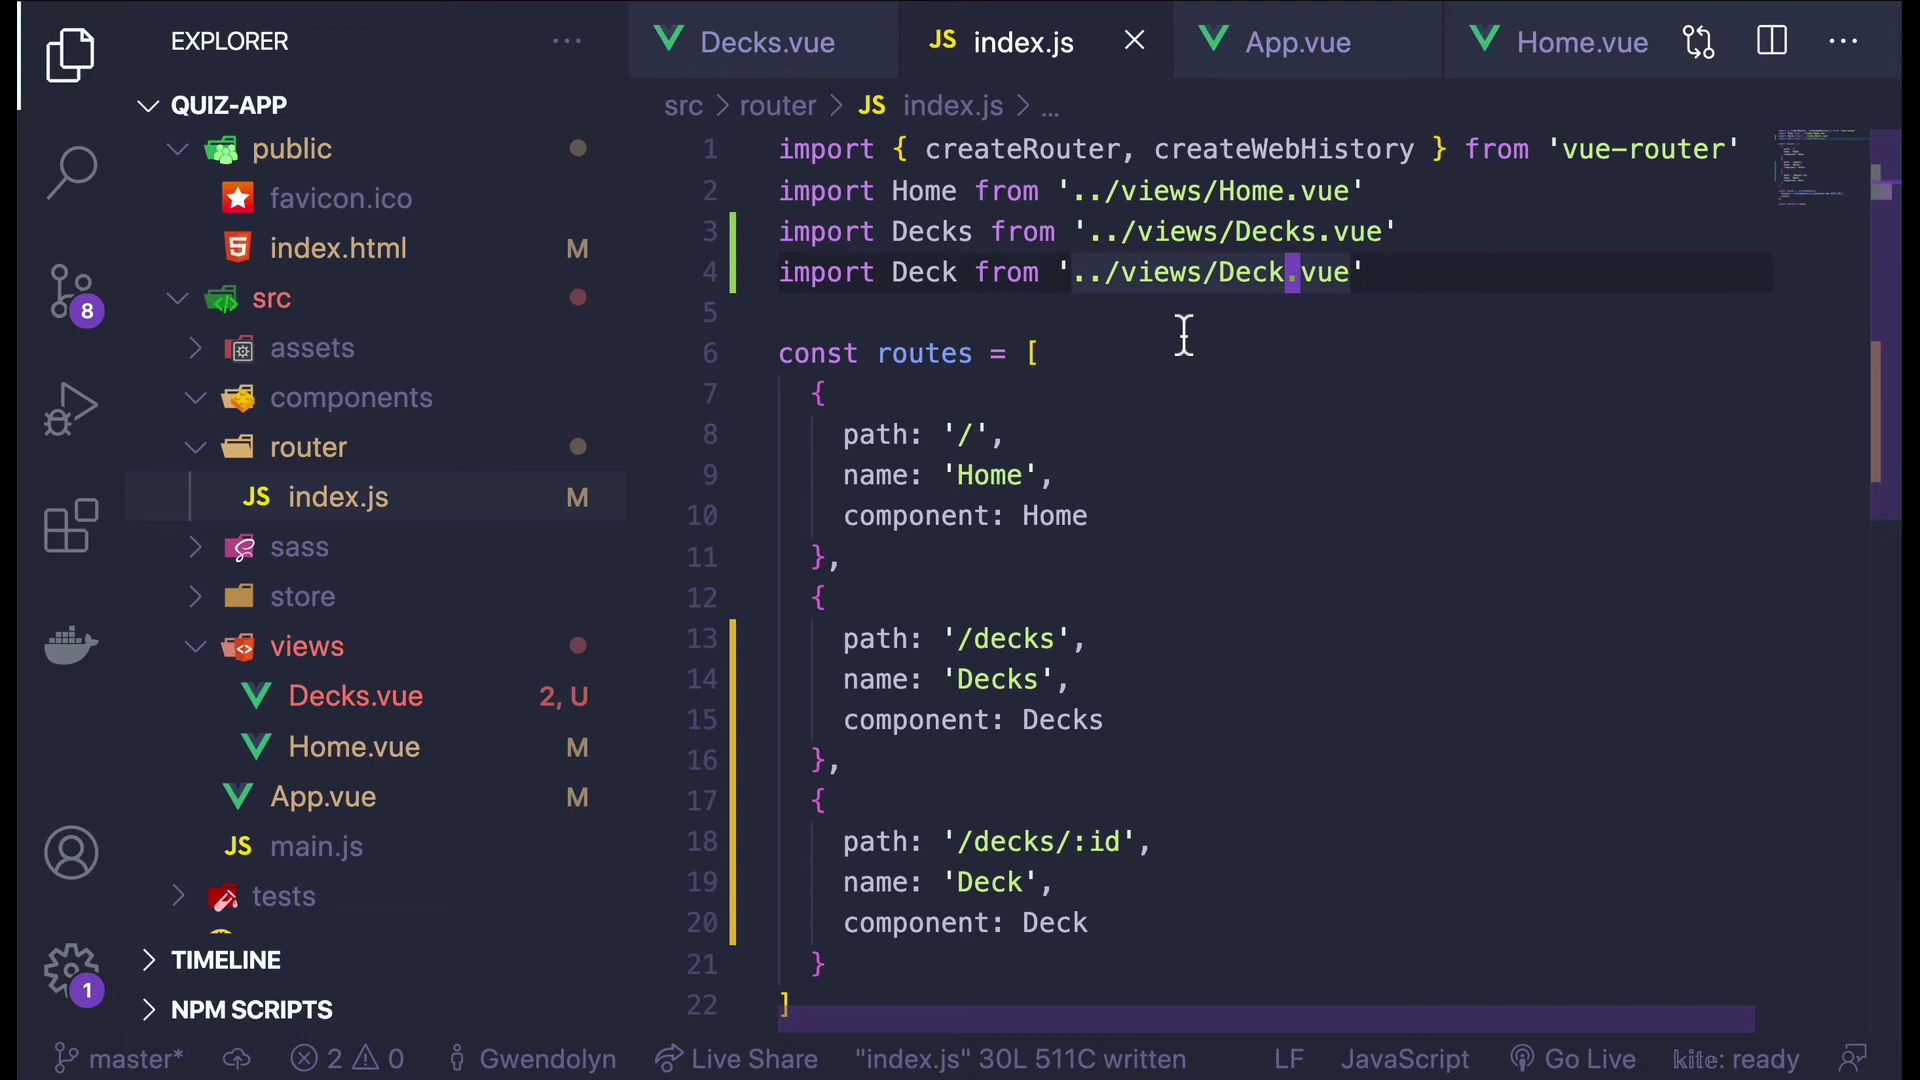 EXPLORER
QUIZ-APP
public
favicon.ico
index.html M
src
assets
components
router
JS index.js M
sass
store
views
Decks.vue 2, U
Home.vue M
App.vue M
JS main.js
tests
TIMELINE
NPM SCRIPTS
8
1
Decks.vue JS index.js App.vue Home.vue
src > router > JS index.js > ...
1 import { createRouter, createWebHistory } from 'vue-router'
2 import Home from '../views/Home.vue'
3 import Decks from '../views/Decks.vue'
4 import Deck from '../views/Deck.vue'
5
6 const routes = [
7 {
8 path: '/',
9 name: 'Home',
10 component: Home
11 },
12 {
13 path: '/decks',
14 name: 'Decks',
15 component: Decks
16 },
17 {
18 path: '/decks/:id',
19 name: 'Deck',
20 component: Deck
21 }
22 ]
master* 2 0 Gwendolyn Live Share "index.js" 30L 511C written LF JavaScript Go Live kite: ready